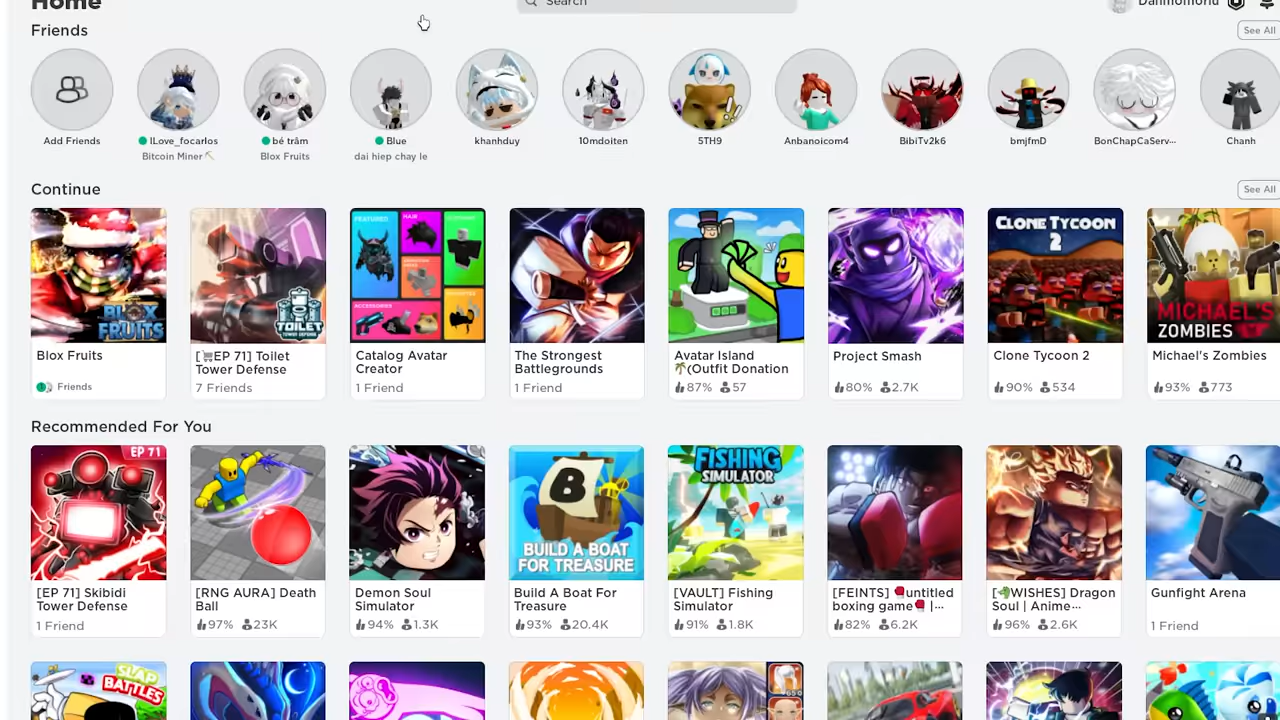 Home
Search
Friends
See All
Add Friends
ILove_focarlos
bé trâm
Blue
khanhduy
10mdoiten
5TH9
Anbanoicom4
BibiTv2k6
bmjfmD
BonChapCaServ...
Chanh
Bitcoin Miner⛏
Blox Fruits
dai hiep chay le
Continue
See All
FEATURED
HAIR
ACCESSORIES
CLONE TYCOON
2
BLOX
FRUITS
TOILET
TOWER DEFENSE
MICHAEL'S
ZOMBIES
Blox Fruits
[🛒EP 71] Toilet
Tower Defense
Catalog Avatar
Creator
The Strongest
Battlegrounds
Avatar Island
🌴(Outfit Donation
Project Smash
Clone Tycoon 2
Michael's Zombies
1
Friends
7 Friends
1 Friend
1 Friend
87% 57
80% 2.7K
90% 534
93% 773
Recommended For You
EP 71
B
BUILD A BOAT
FOR TREASURE
FISHING
SIMULATOR
[EP 71] Skibidi
Tower Defense
[RNG AURA] Death
Ball
Demon Soul
Simulator
Build A Boat For
Treasure
[VAULT] Fishing
Simulator
[FEINTS] 🥊untitled
boxing game🥊 |...
[🐉WISHES] Dragon
Soul | Anime...
Gunfight Arena
1 Friend
97% 23K
94% 1.3K
93% 20.4K
91% 1.8K
82% 6.2K
96% 2.6K
1 Friend
SLAP
BATTLES